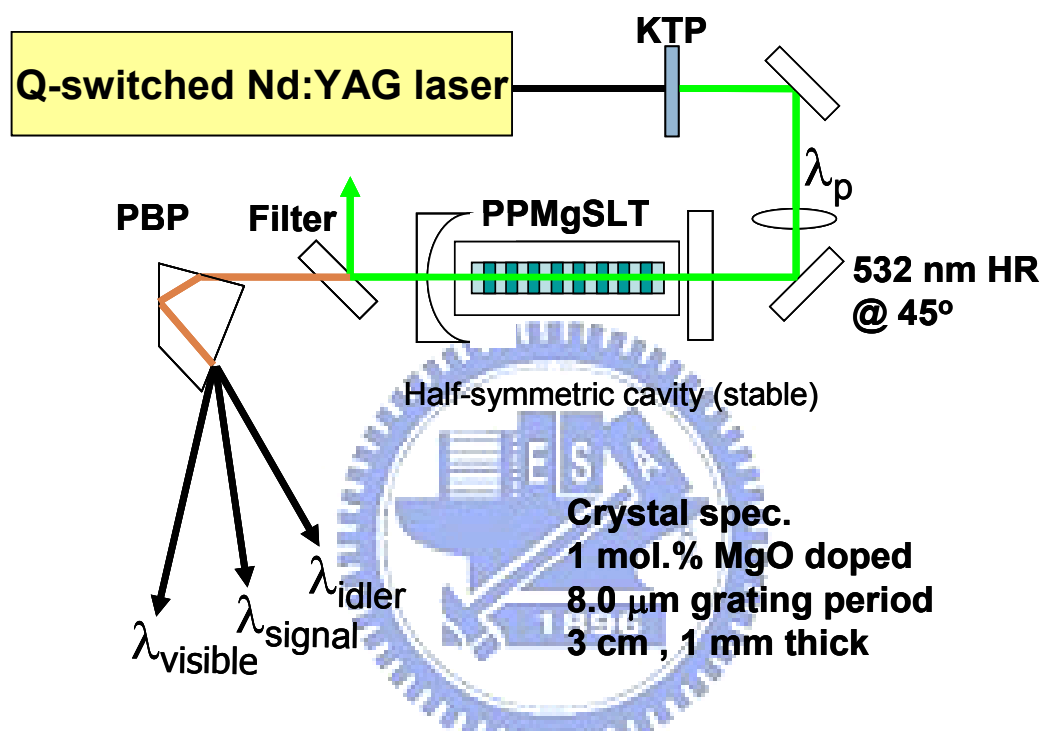 KTP
Q-switched Nd:YAG laser
λp
PBP
Filter
PPMgSLT
532 nm HR
@ 45º
Half-symmetric cavity (stable)
E S A
Crystal spec.
1 mol.% MgO doped
8.0 μm grating period
3 cm , 1 mm thick
1896
λidler
λsignal
λvisible